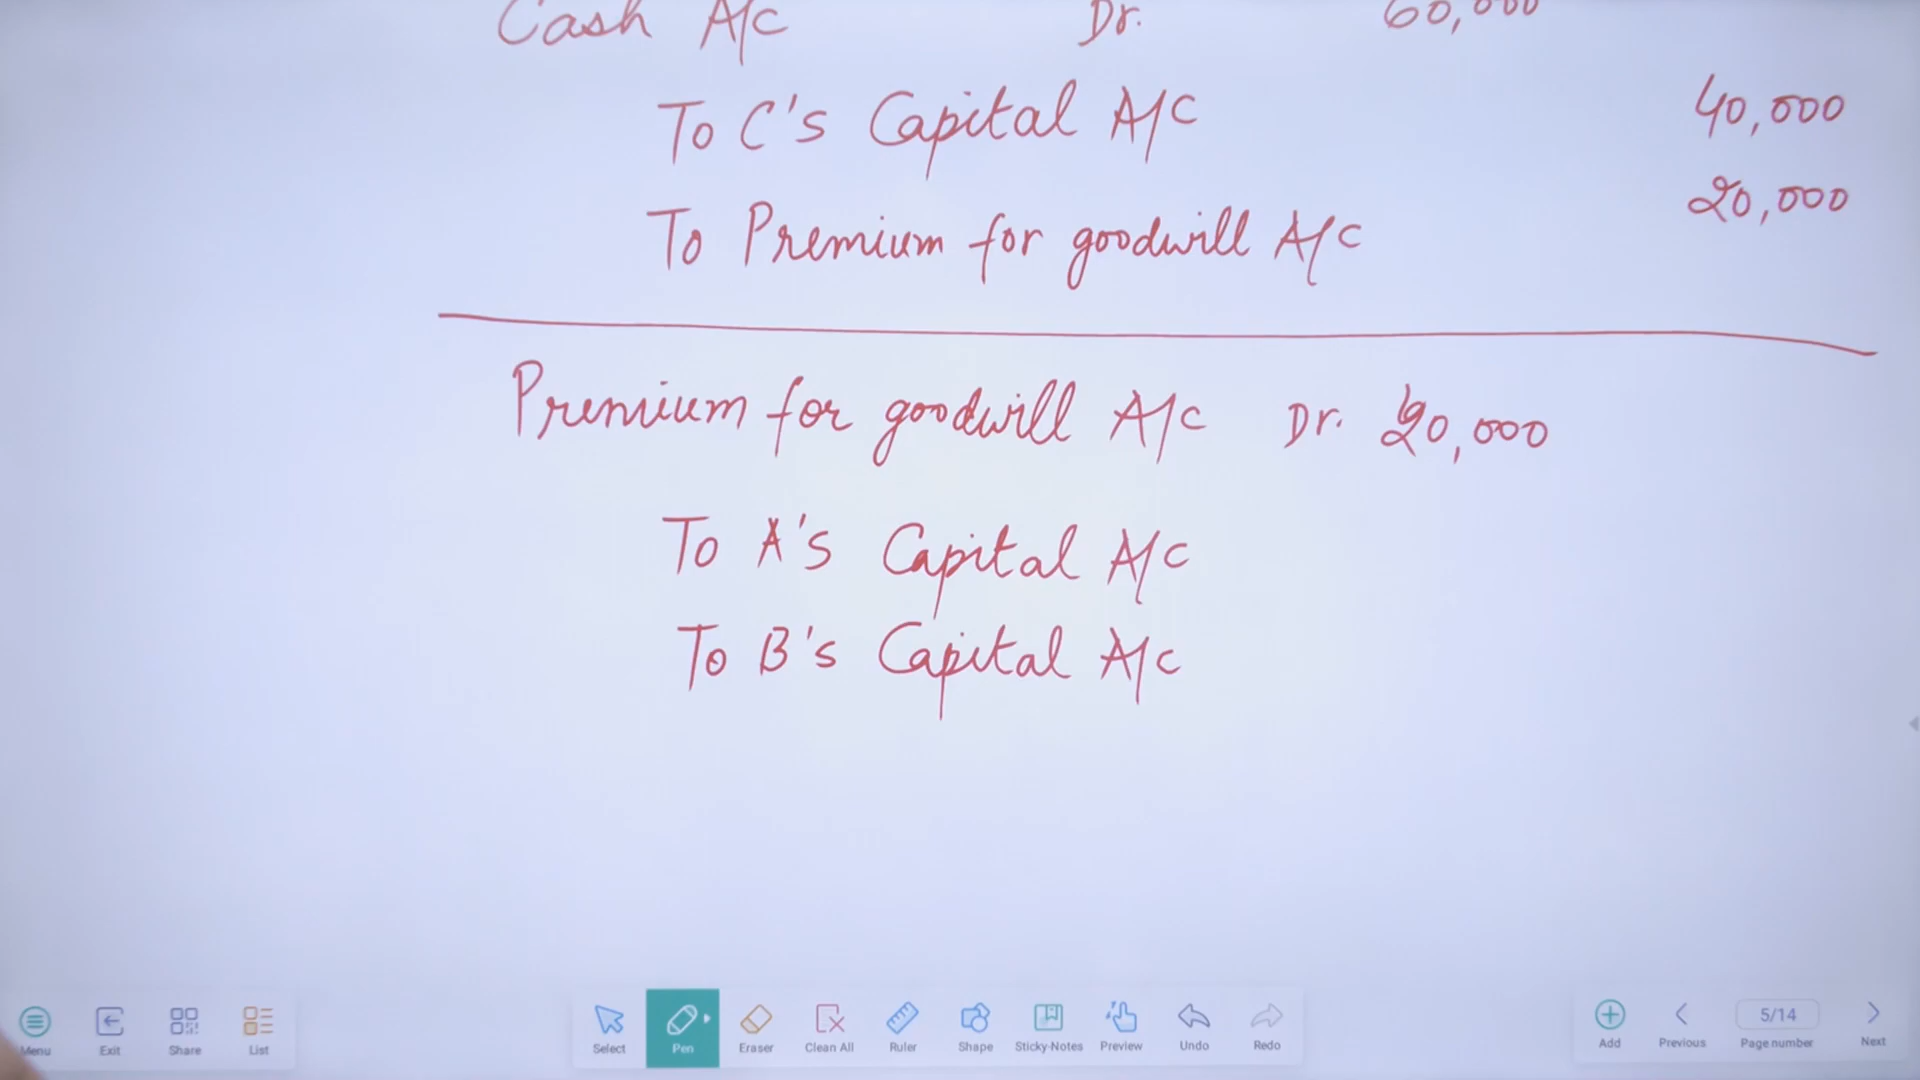 Cash A/c Dr. 60,000
To C's Capital A/c 40,000
To Premium for goodwill A/c 20,000
Premium for goodwill A/c Dr. 20,000
To A's Capital A/c
To B's Capital A/c
Menu Exit Share List Select Pen Eraser Clean All Ruler Shape Sticky-Notes Preview Undo Redo Add Previous 5/14 Page number Next